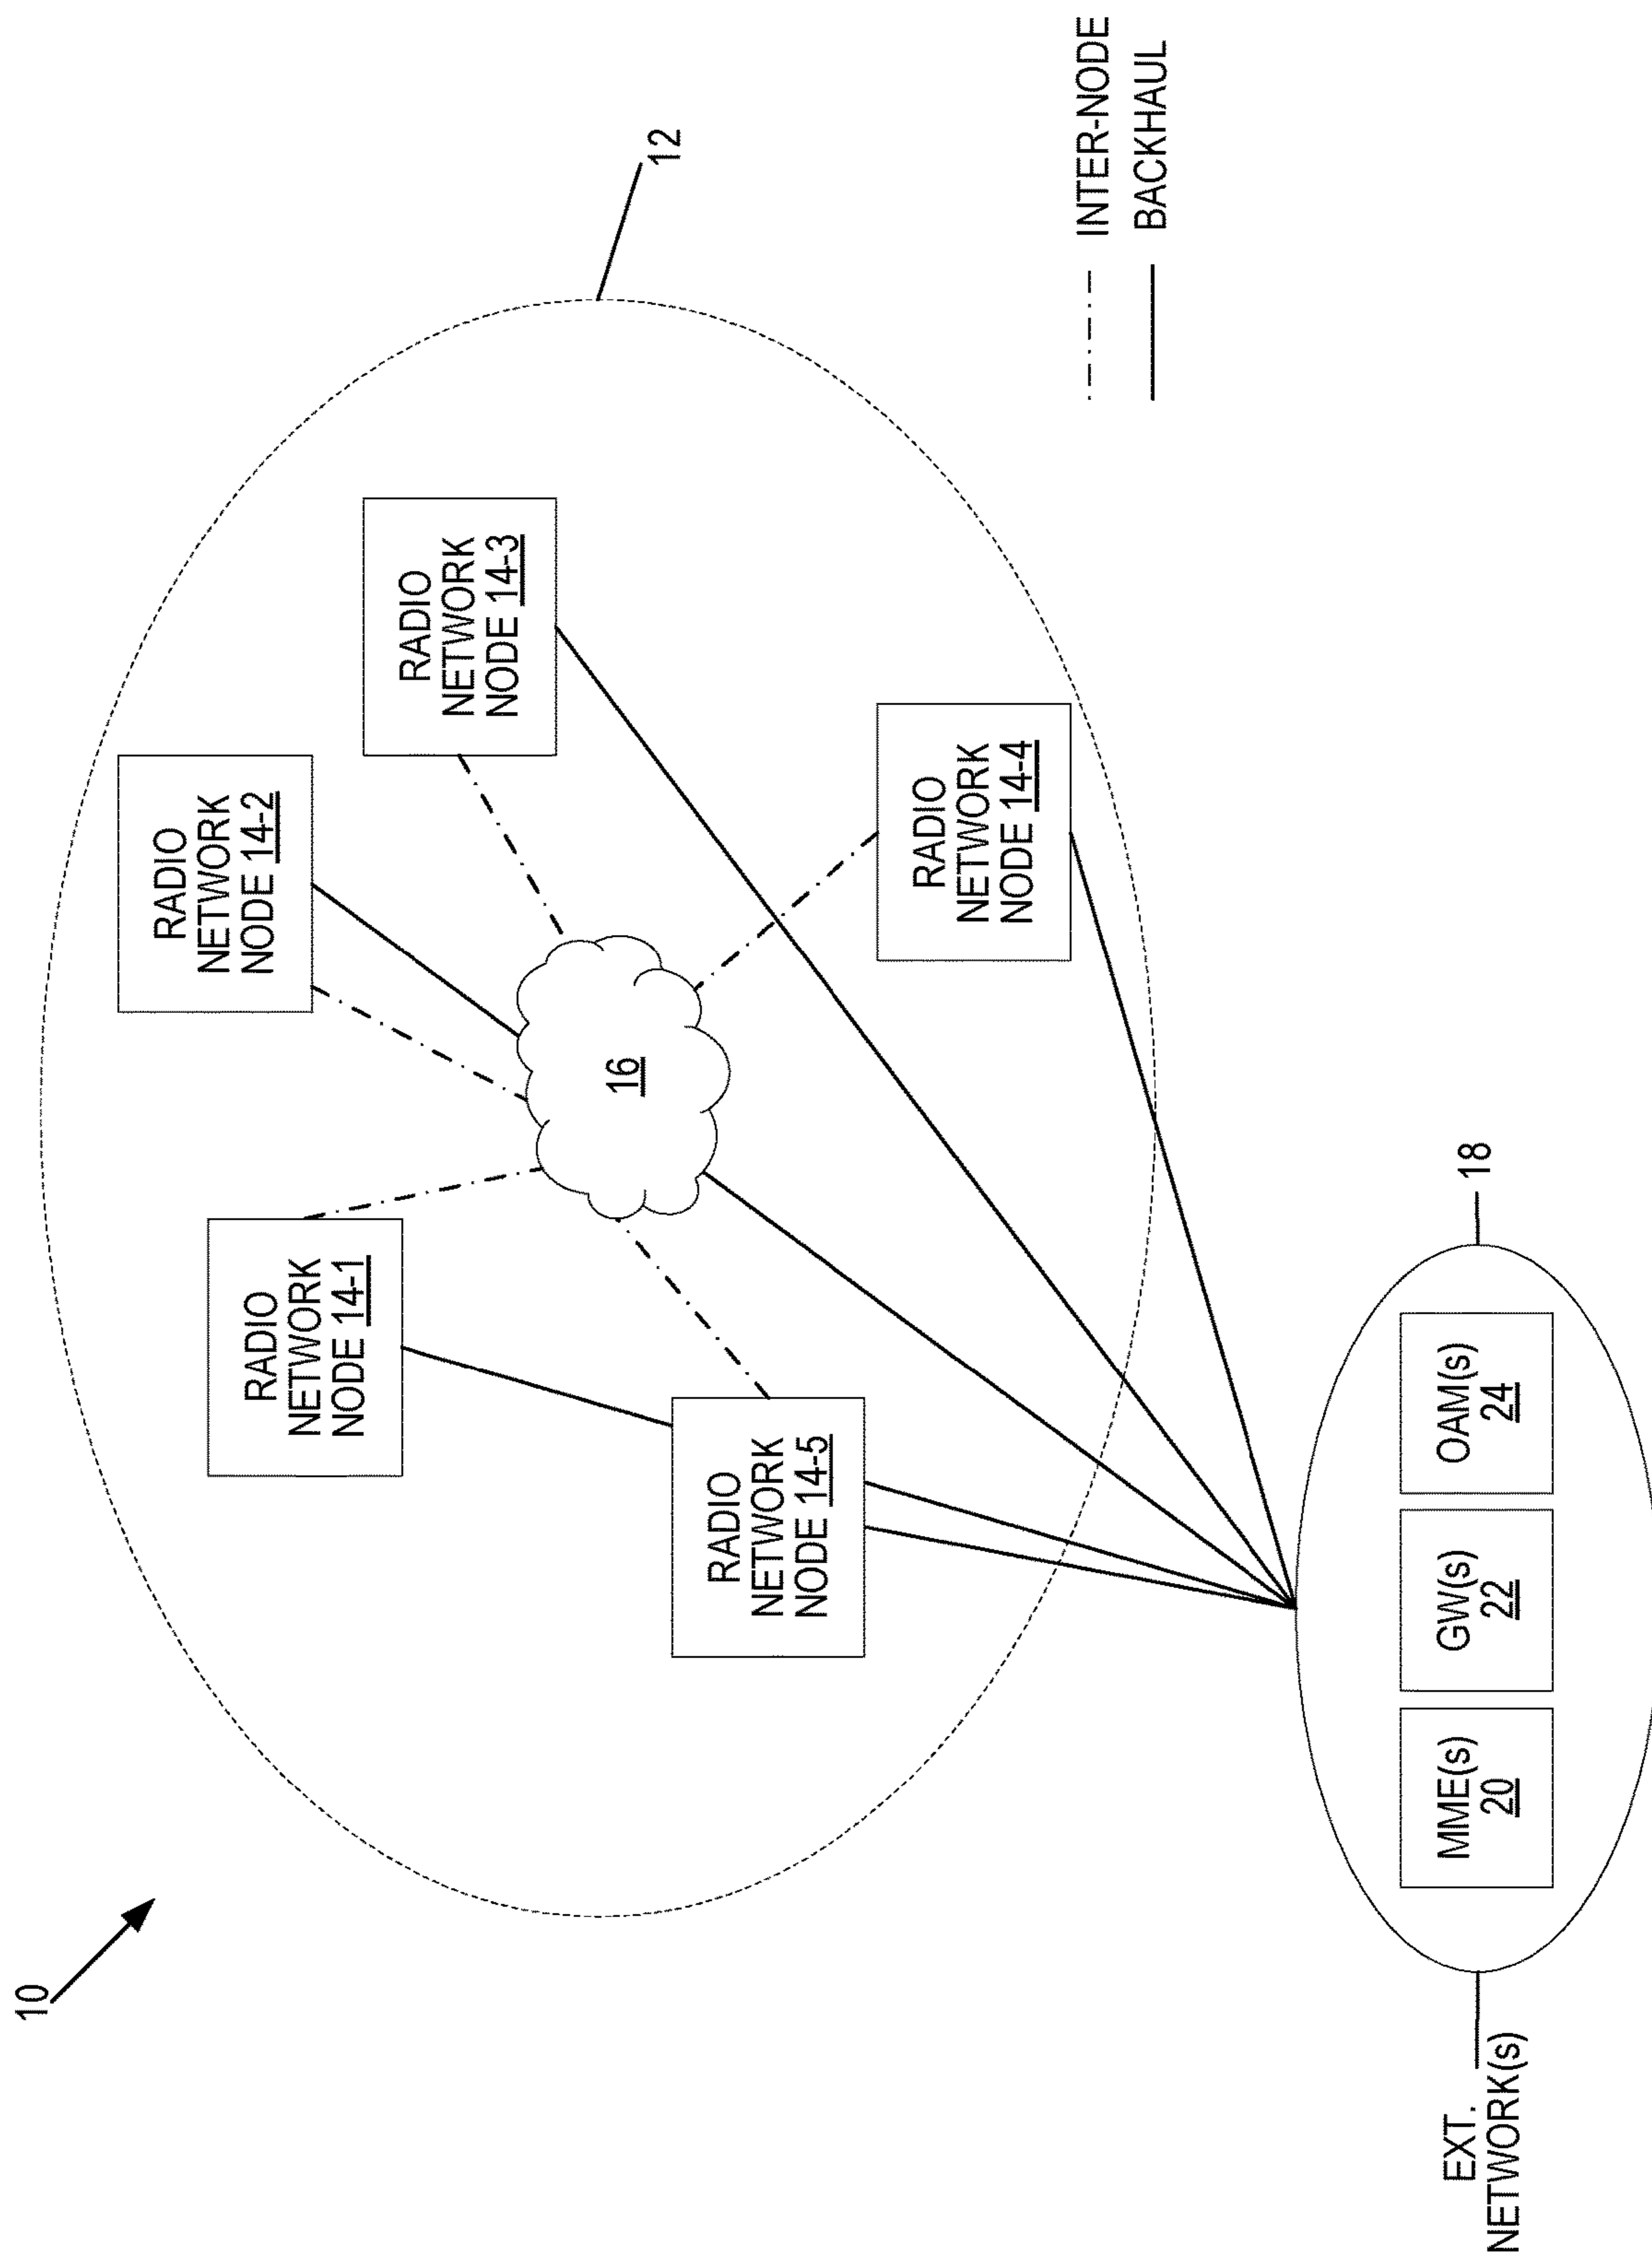 10
12
RADIO
NETWORK
NODE 14-1
RADIO
NETWORK
NODE 14-2
RADIO
NETWORK
NODE 14-3
16
RADIO
NETWORK
NODE 14-5
RADIO
NETWORK
NODE 14-4
INTER-NODE
BACKHAUL
EXT.
NETWORK(s)
MME(s)
20
GW(s)
22
OAM(s)
24
18